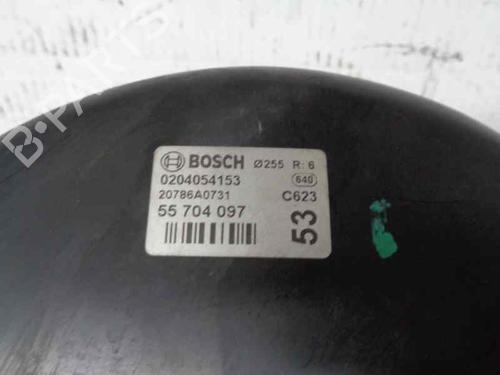 BOSCH Ø255 R: 6
0204054153 640
20786A0731 C623
55 704 097
53
B-Parts